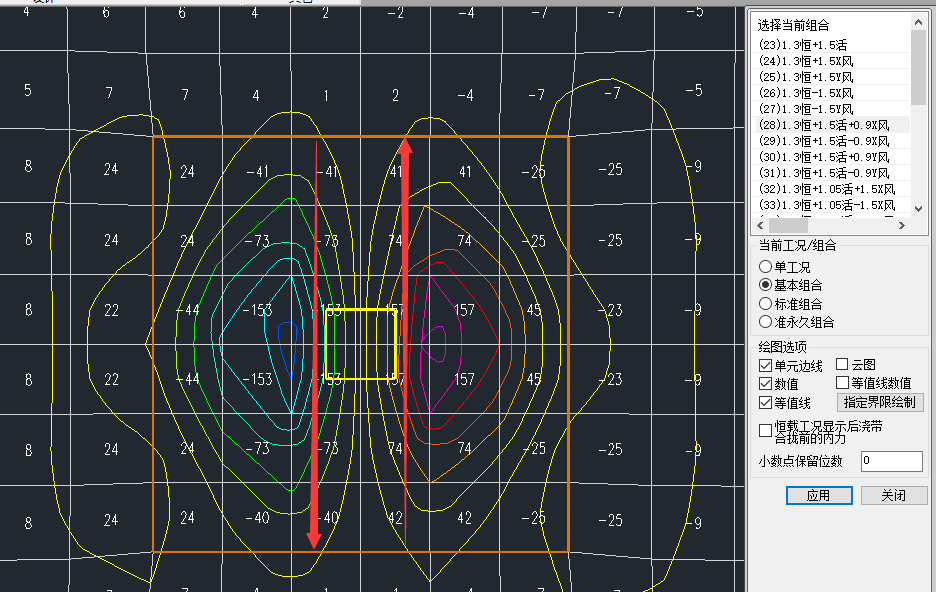 4 6 6 4 2 -2 -4 -7 -7 -5
5 7 7 4 1 2 -4 -7 -7 -5
8 24 24 -41 -41 41 41 -25 -25 -9
8 24 24 -73 -73 74 74 -25 -25 -9
8 22 -44 -153 -153 157 157 45 -23 -9
8 22 -44 -153 -153 157 157 45 -23 -9
8 24 24 -73 -73 74 74 -25 -25 -9
8 24 24 -40 -40 42 42 -25 -25 -9
选择当前组合
(23)1.3恒+1.5活
(24)1.3恒+1.5X风
(25)1.3恒+1.5Y风
(26)1.3恒-1.5X风
(27)1.3恒-1.5Y风
(28)1.3恒+1.5活+0.9X风
(29)1.3恒+1.5活-0.9X风
(30)1.3恒+1.5活+0.9Y风
(31)1.3恒+1.5活-0.9Y风
(32)1.3恒+1.05活+1.5X风
(33)1.3恒+1.05活-1.5X风
当前工况/组合
单工况
基本组合
标准组合
准永久组合
绘图选项
单元边线 云图
数值 等值线数值
等值线 指定界限绘制
恒载工况显示后浇带
合拢前的内力
小数点保留位数 0
应用 关闭